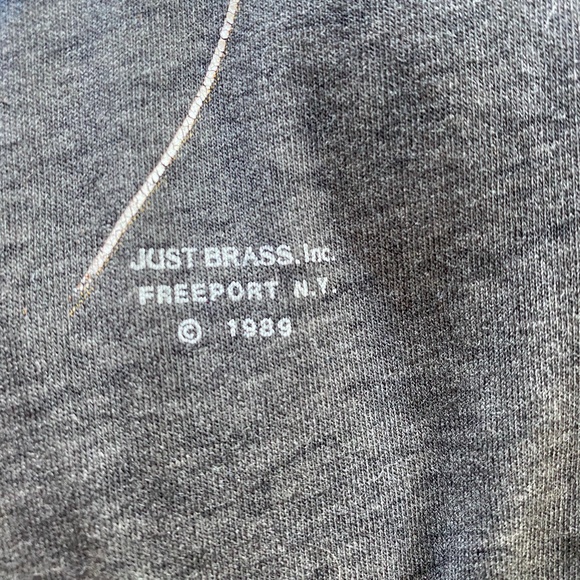 JUST BRASS, Inc.
FREEPORT N.Y.
© 1989